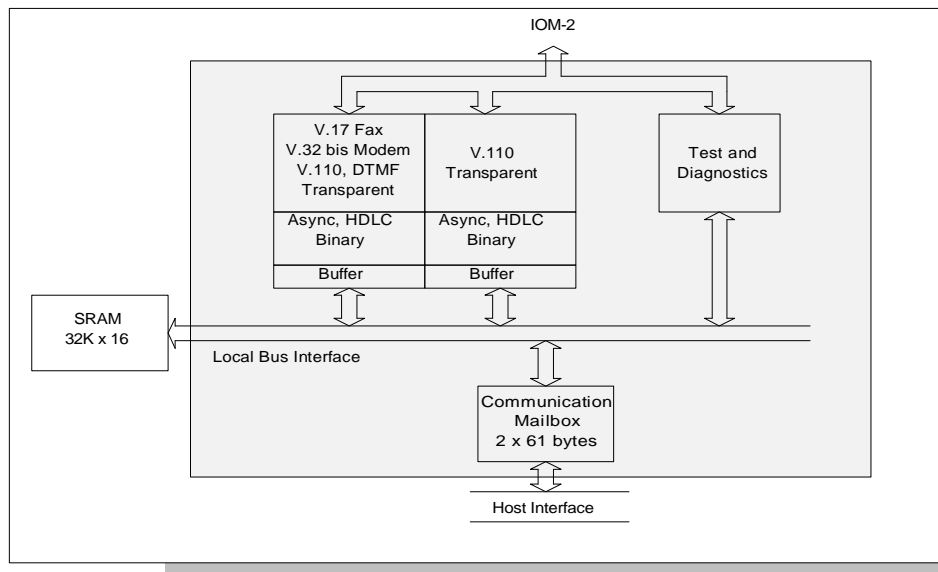 IOM-2
V.17 Fax
V.32 bis Modem
V.110, DTMF
Transparent
V.110
Transparent
Test and
Diagnostics
Async, HDLC
Binary
Async, HDLC
Binary
Buffer
Buffer
SRAM
32K x 16
Local Bus Interface
Communication
Mailbox
2 x 61 bytes
Host Interface